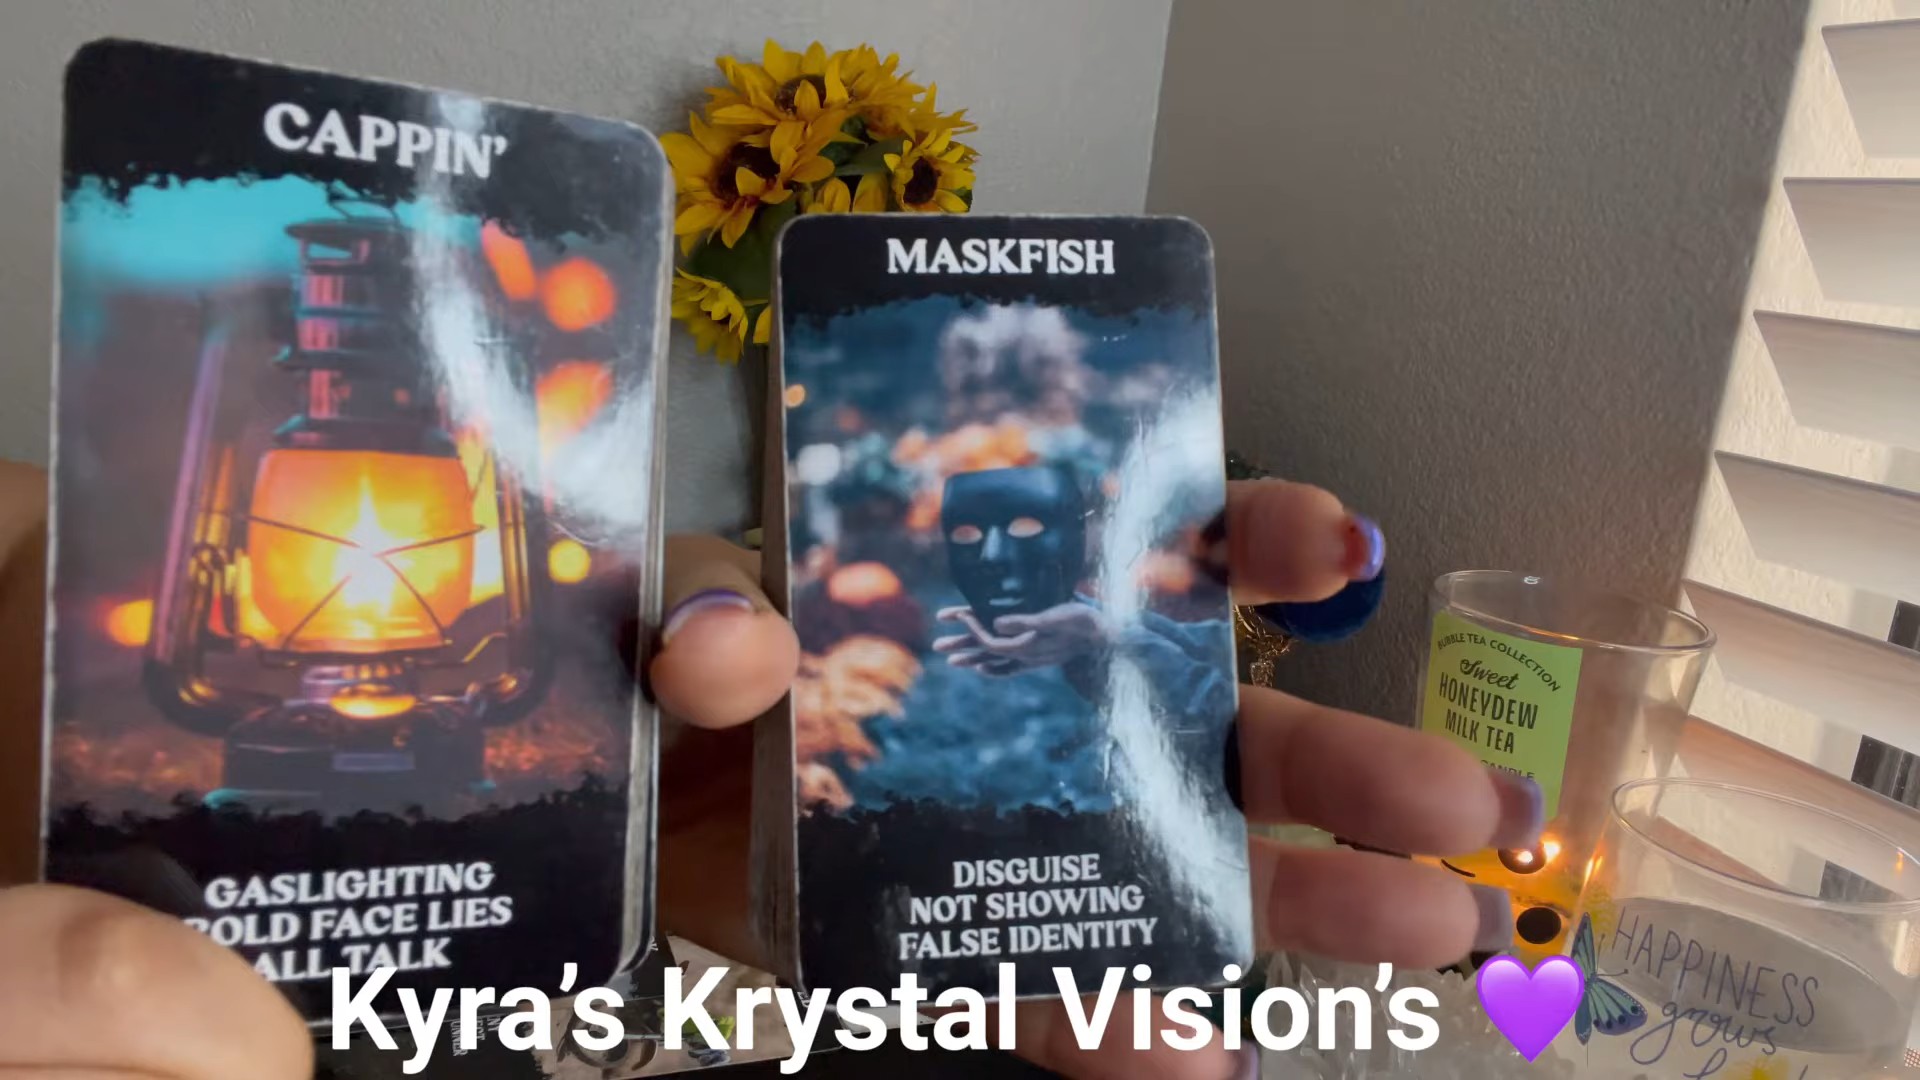 CAPPIN'
GASLIGHTING
BOLD FACE LIES
ALL TALK
MASKFISH
DISGUISE
NOT SHOWING
FALSE IDENTITY
BUBBLE TEA COLLECTION
Sweet
HONEYDEW
MILK TEA
CANDLE
HAPPINESS
grows
Kyra’s Krystal Vision’s 💜